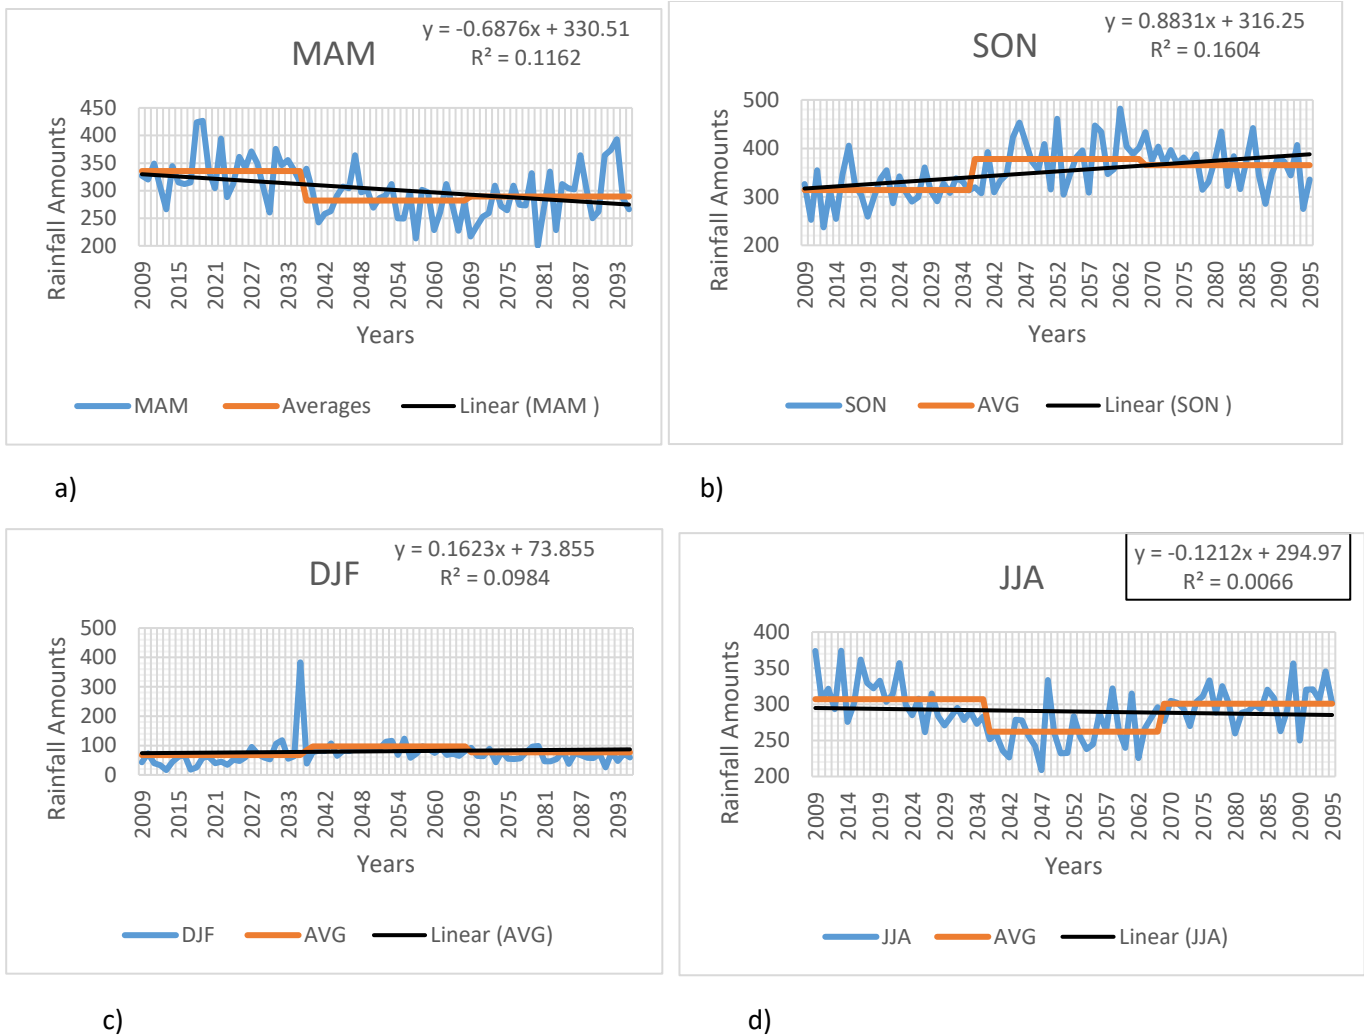 MAM
y = -0.6876x + 330.51
R² = 0.1162
Rainfall Amounts
450
400
350
300
250
200
2009
2015
2021
2027
2033
2042
2048
2054
2060
2069
2075
2081
2087
2093
Years
MAM
Averages
Linear (MAM )
a)
SON
y = 0.8831x + 316.25
R² = 0.1604
Rainfall Amounts
500
400
300
200
2009
2014
2019
2024
2029
2034
2042
2047
2052
2057
2062
2070
2075
2080
2085
2090
2095
Years
SON
AVG
Linear (SON )
b)
DJF
y = 0.1623x + 73.855
R² = 0.0984
Rainfall Amounts
500
400
300
200
100
0
2009
2015
2021
2027
2033
2042
2048
2054
2060
2069
2075
2081
2087
2093
Years
DJF
AVG
Linear (AVG)
c)
JJA
y = -0.1212x + 294.97
R² = 0.0066
Rainfall Amounts
400
350
300
250
200
2009
2014
2019
2024
2029
2034
2042
2047
2052
2057
2062
2069
2075
2080
2085
2090
2095
Years
JJA
AVG
Linear (JJA)
d)